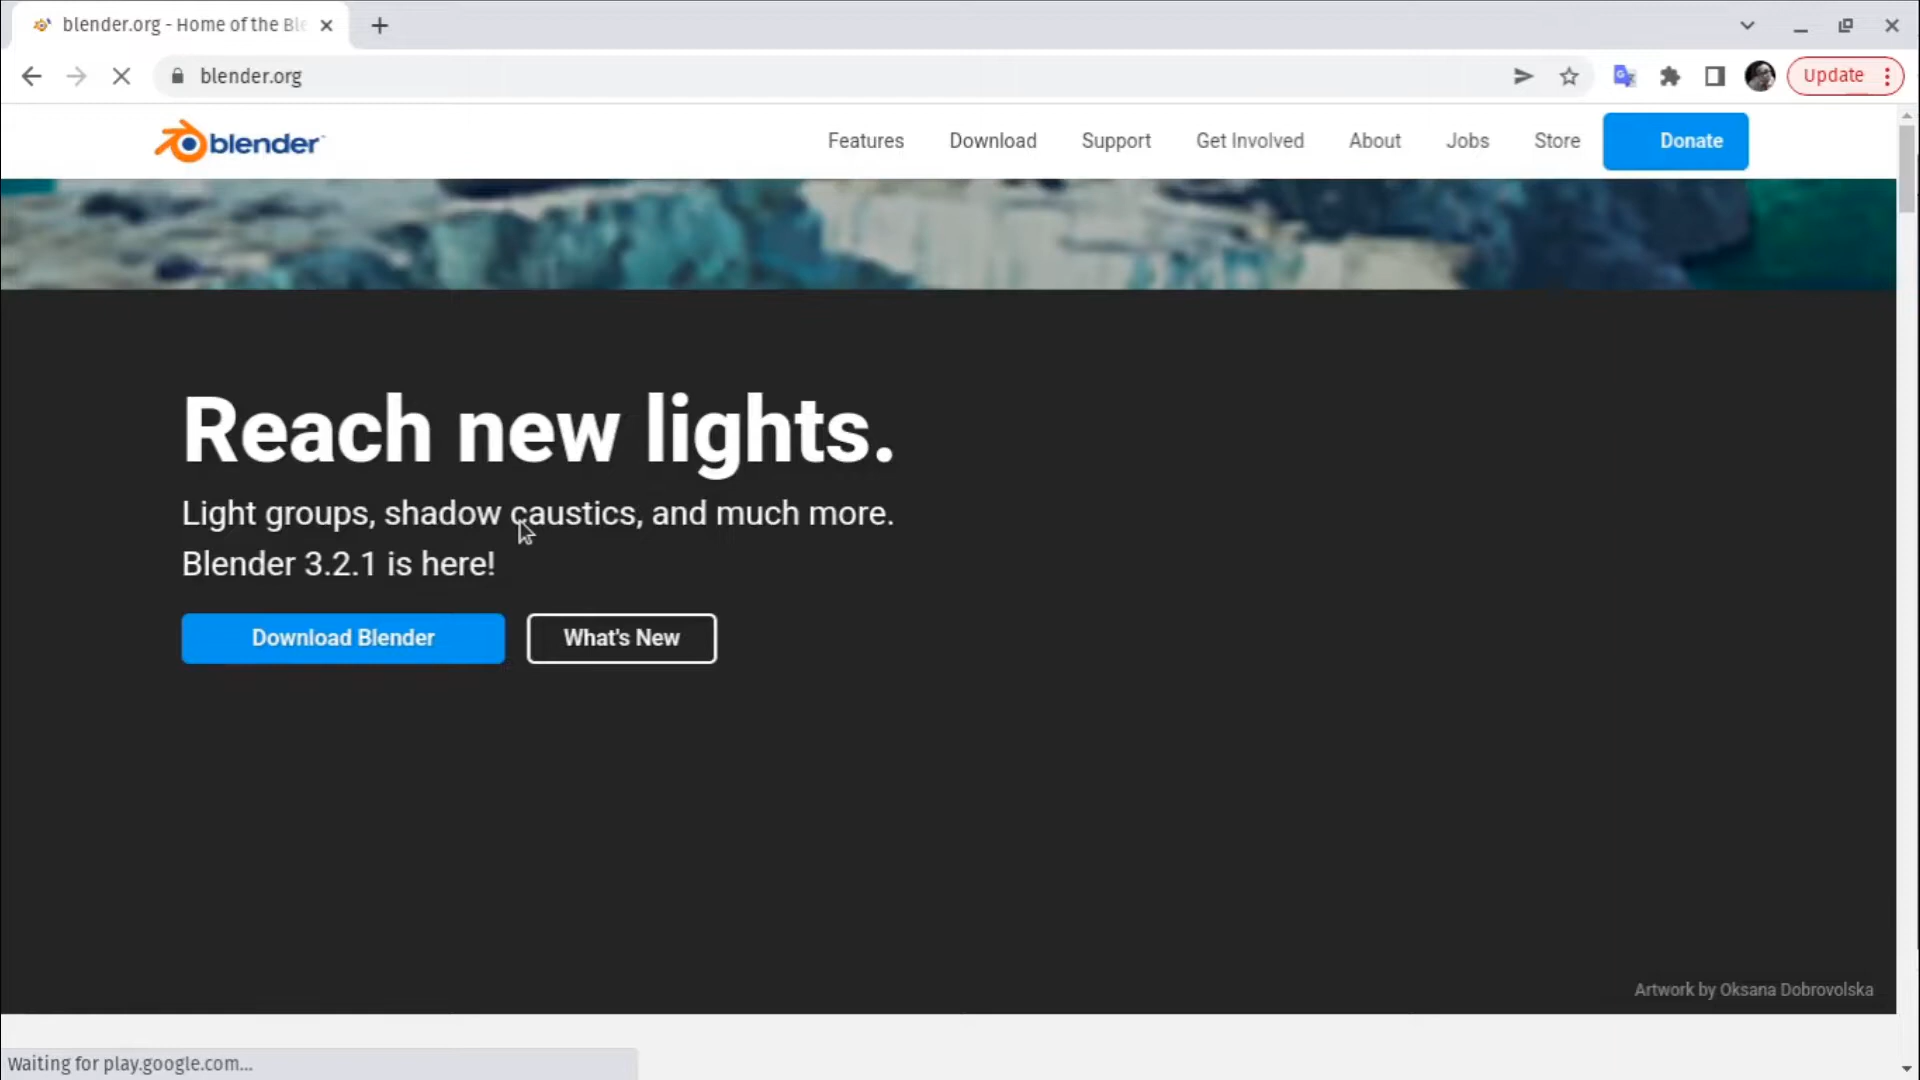 blender.org - Home of the Ble
blender.org
Update
blender
Features Download Support Get Involved About Jobs Store Donate
Reach new lights.
Light groups, shadow caustics, and much more.
Blender 3.2.1 is here!
Download Blender What's New
Artwork by Oksana Dobrovolska
Waiting for play.google.com...